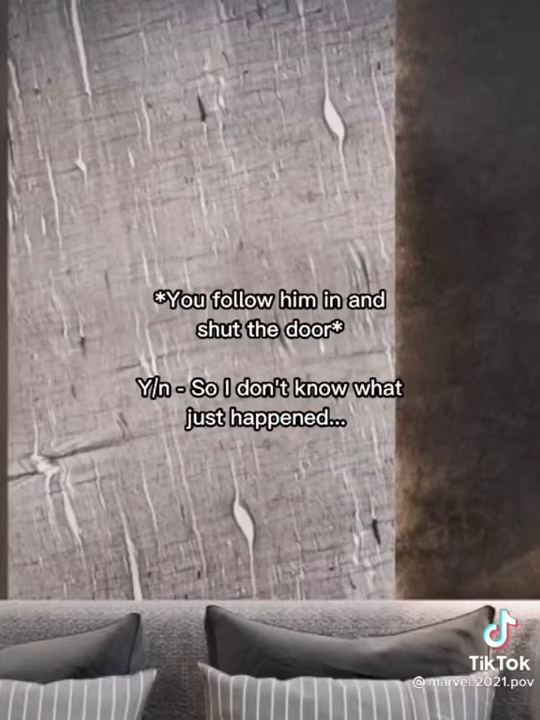 *You follow him in and
shut the door*
Y/n - So I don't know what
just happened...
TikTok
@marvel.2021.pov